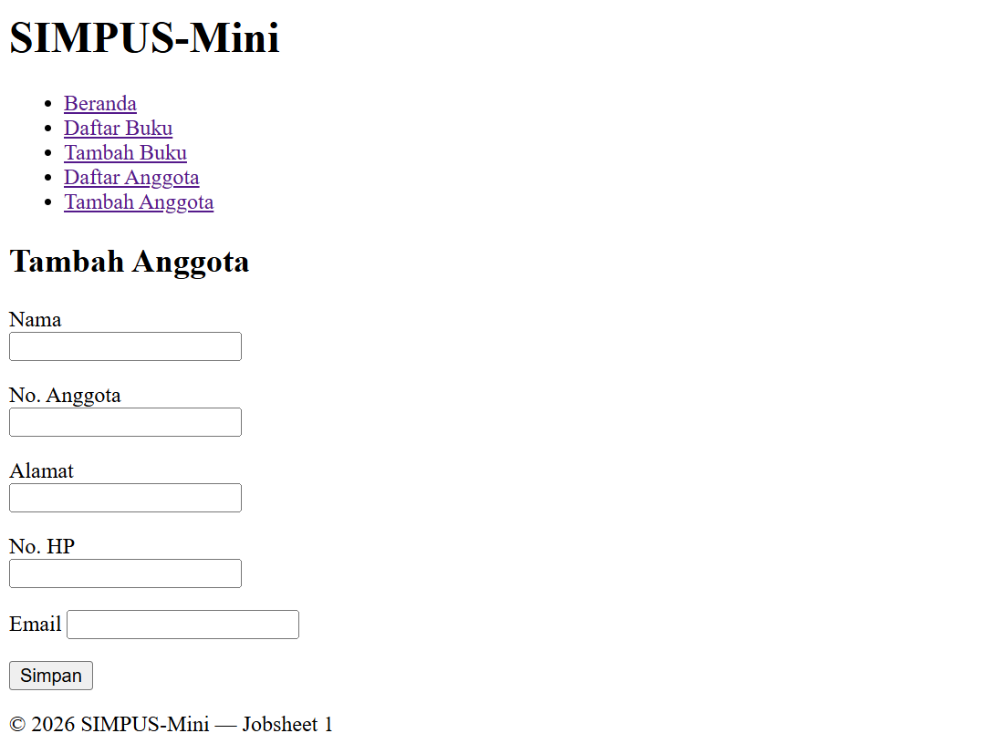 SIMPUS-Mini
Beranda
Daftar Buku
Tambah Buku
Daftar Anggota
Tambah Anggota
Tambah Anggota
Nama
No. Anggota
Alamat
No. HP
Email
Simpan
© 2026 SIMPUS-Mini — Jobsheet 1